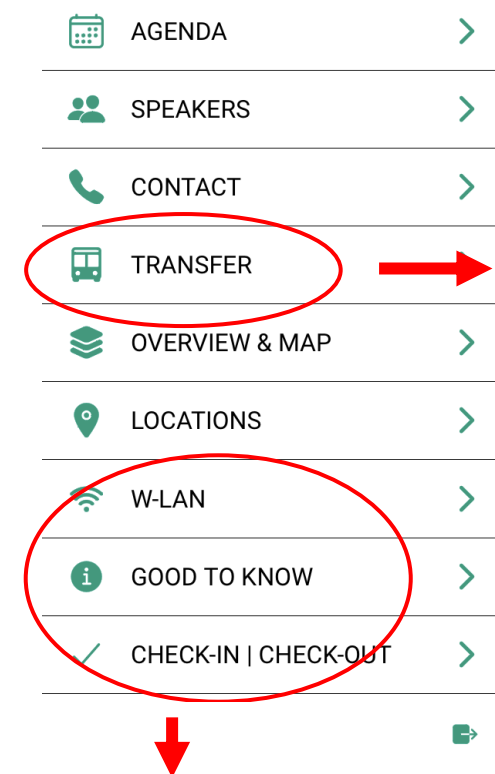 AGENDA
SPEAKERS
CONTACT
TRANSFER
OVERVIEW & MAP
LOCATIONS
W-LAN
GOOD TO KNOW
CHECK-IN | CHECK-OUT